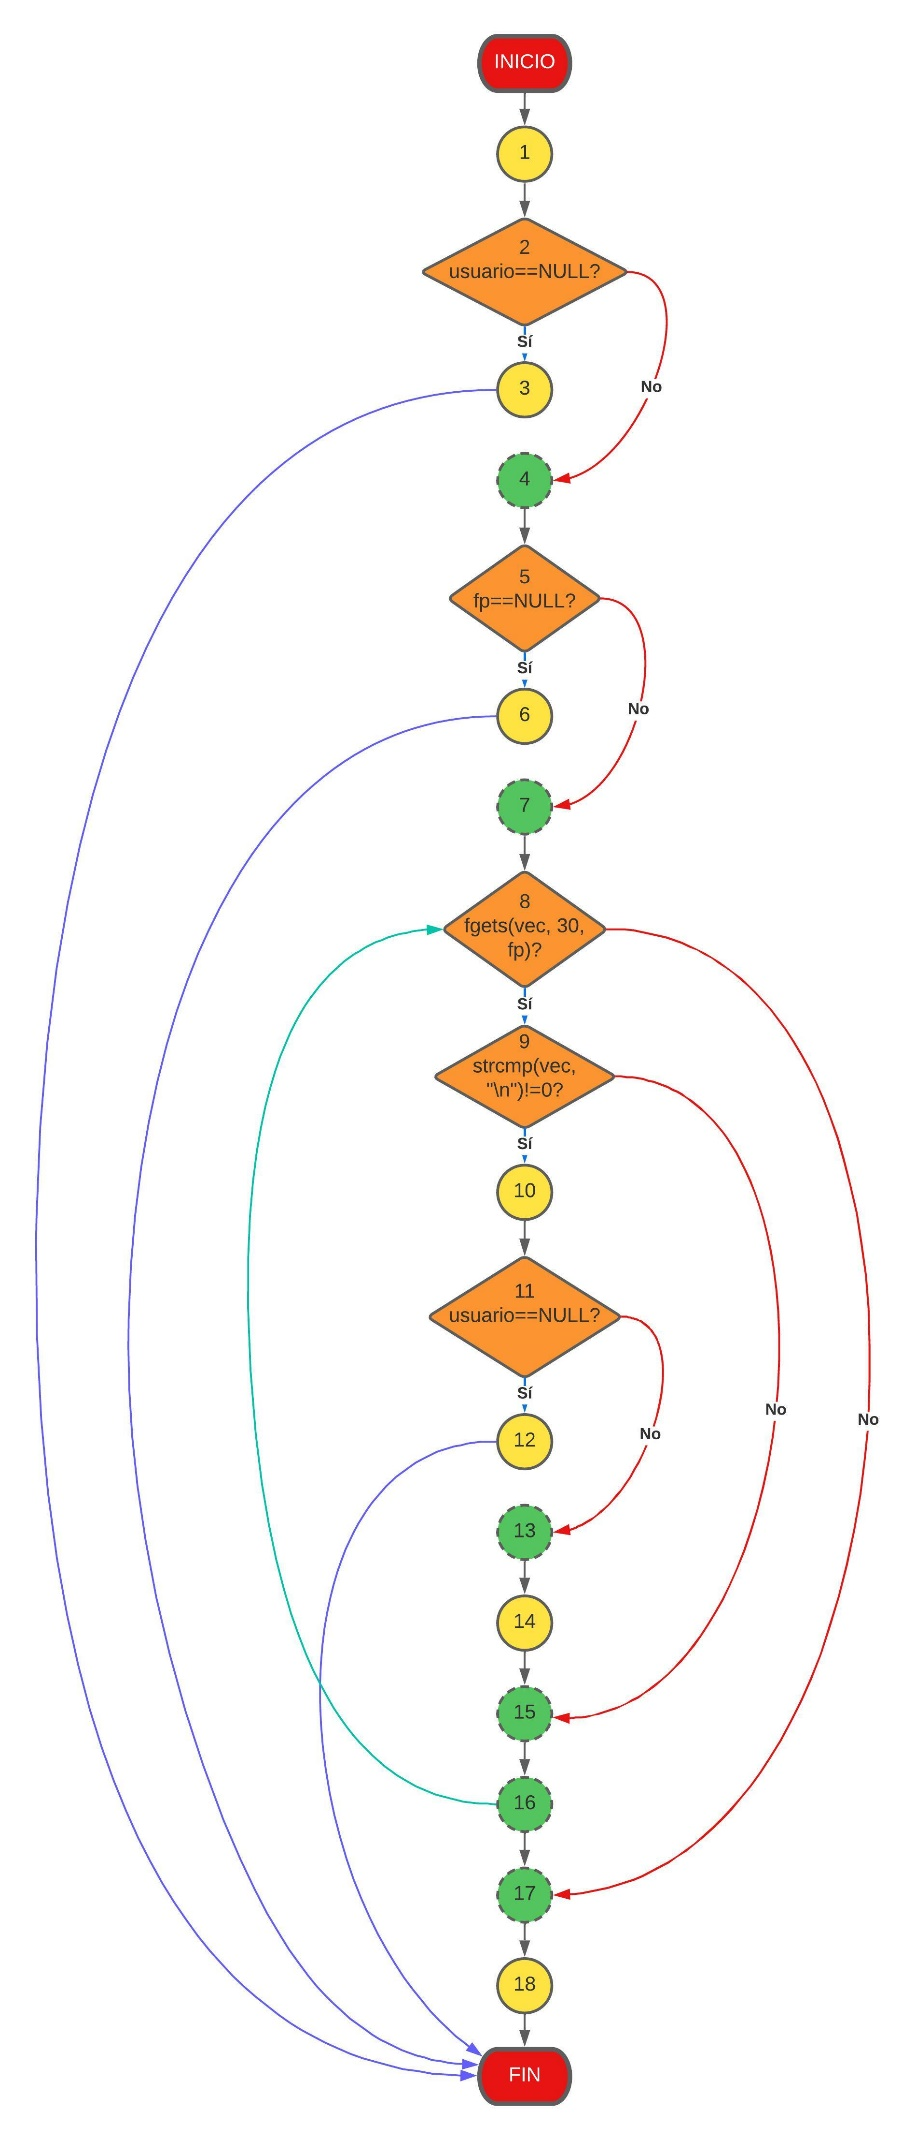 INICIO
1
2
usuario==NULL?
Sí
No
3
4
5
fp==NULL?
Sí
No
6
7
8
fgets(vec, 30,
fp)?
Sí
9
strcmp(vec,
"\n")!=0?
Sí
10
11
usuario==NULL?
Sí
No
No
No
12
13
14
15
16
17
18
FIN